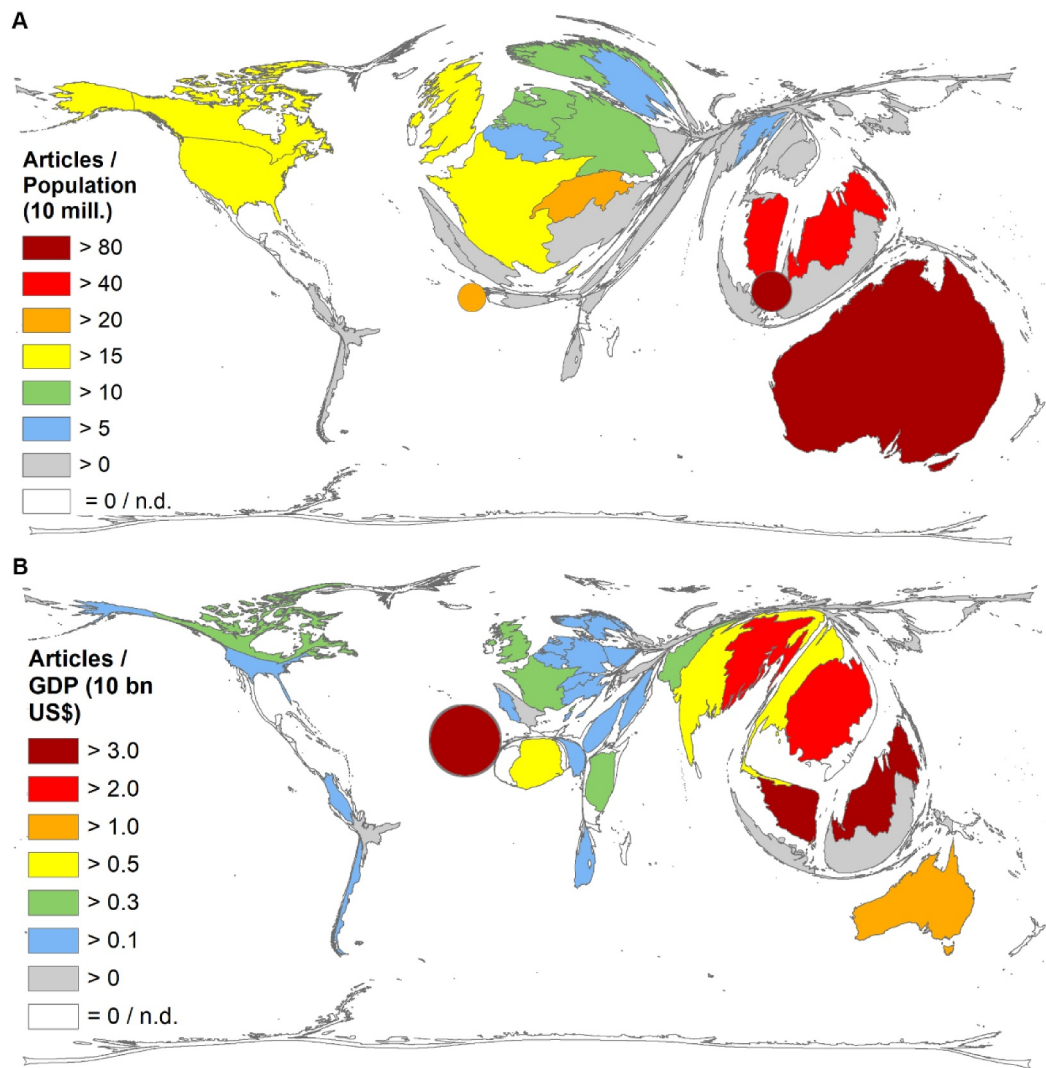 A
Articles /
Population
(10 mill.)
> 80
> 40
> 20
> 15
> 10
> 5
> 0
= 0 / n.d.
B
Articles /
GDP (10 bn
US$)
> 3.0
> 2.0
> 1.0
> 0.5
> 0.3
> 0.1
> 0
= 0 / n.d.